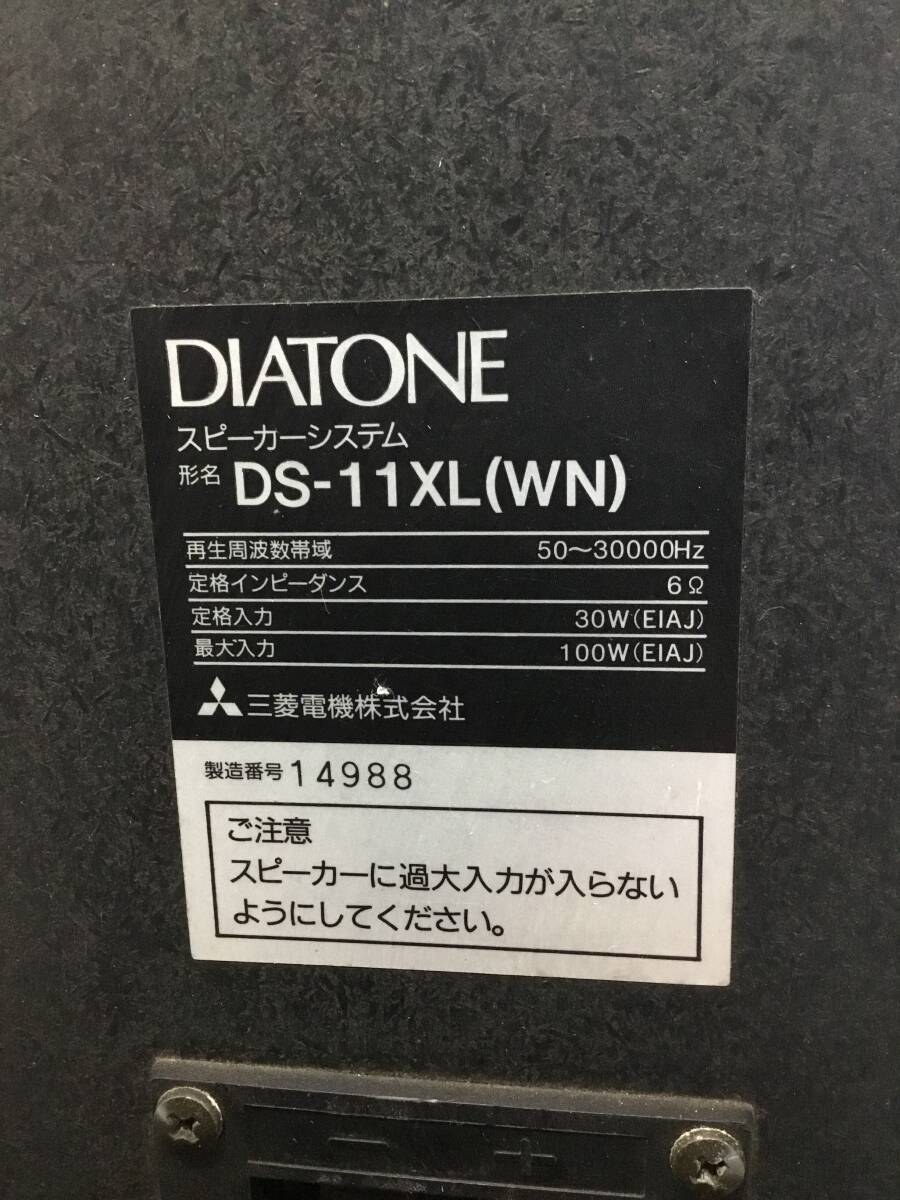 DIATONE
スピーカーシステム
形名 DS-11XL(WN)
再生周波数帯域 50〜30000Hz
定格インピーダンス 6Ω
定格入力 30W(EIAJ)
最大入力 100W(EIAJ)
三菱電機株式会社
製造番号 14988
ご注意
スピーカーに過大入力が入らない
ようにしてください。
− +